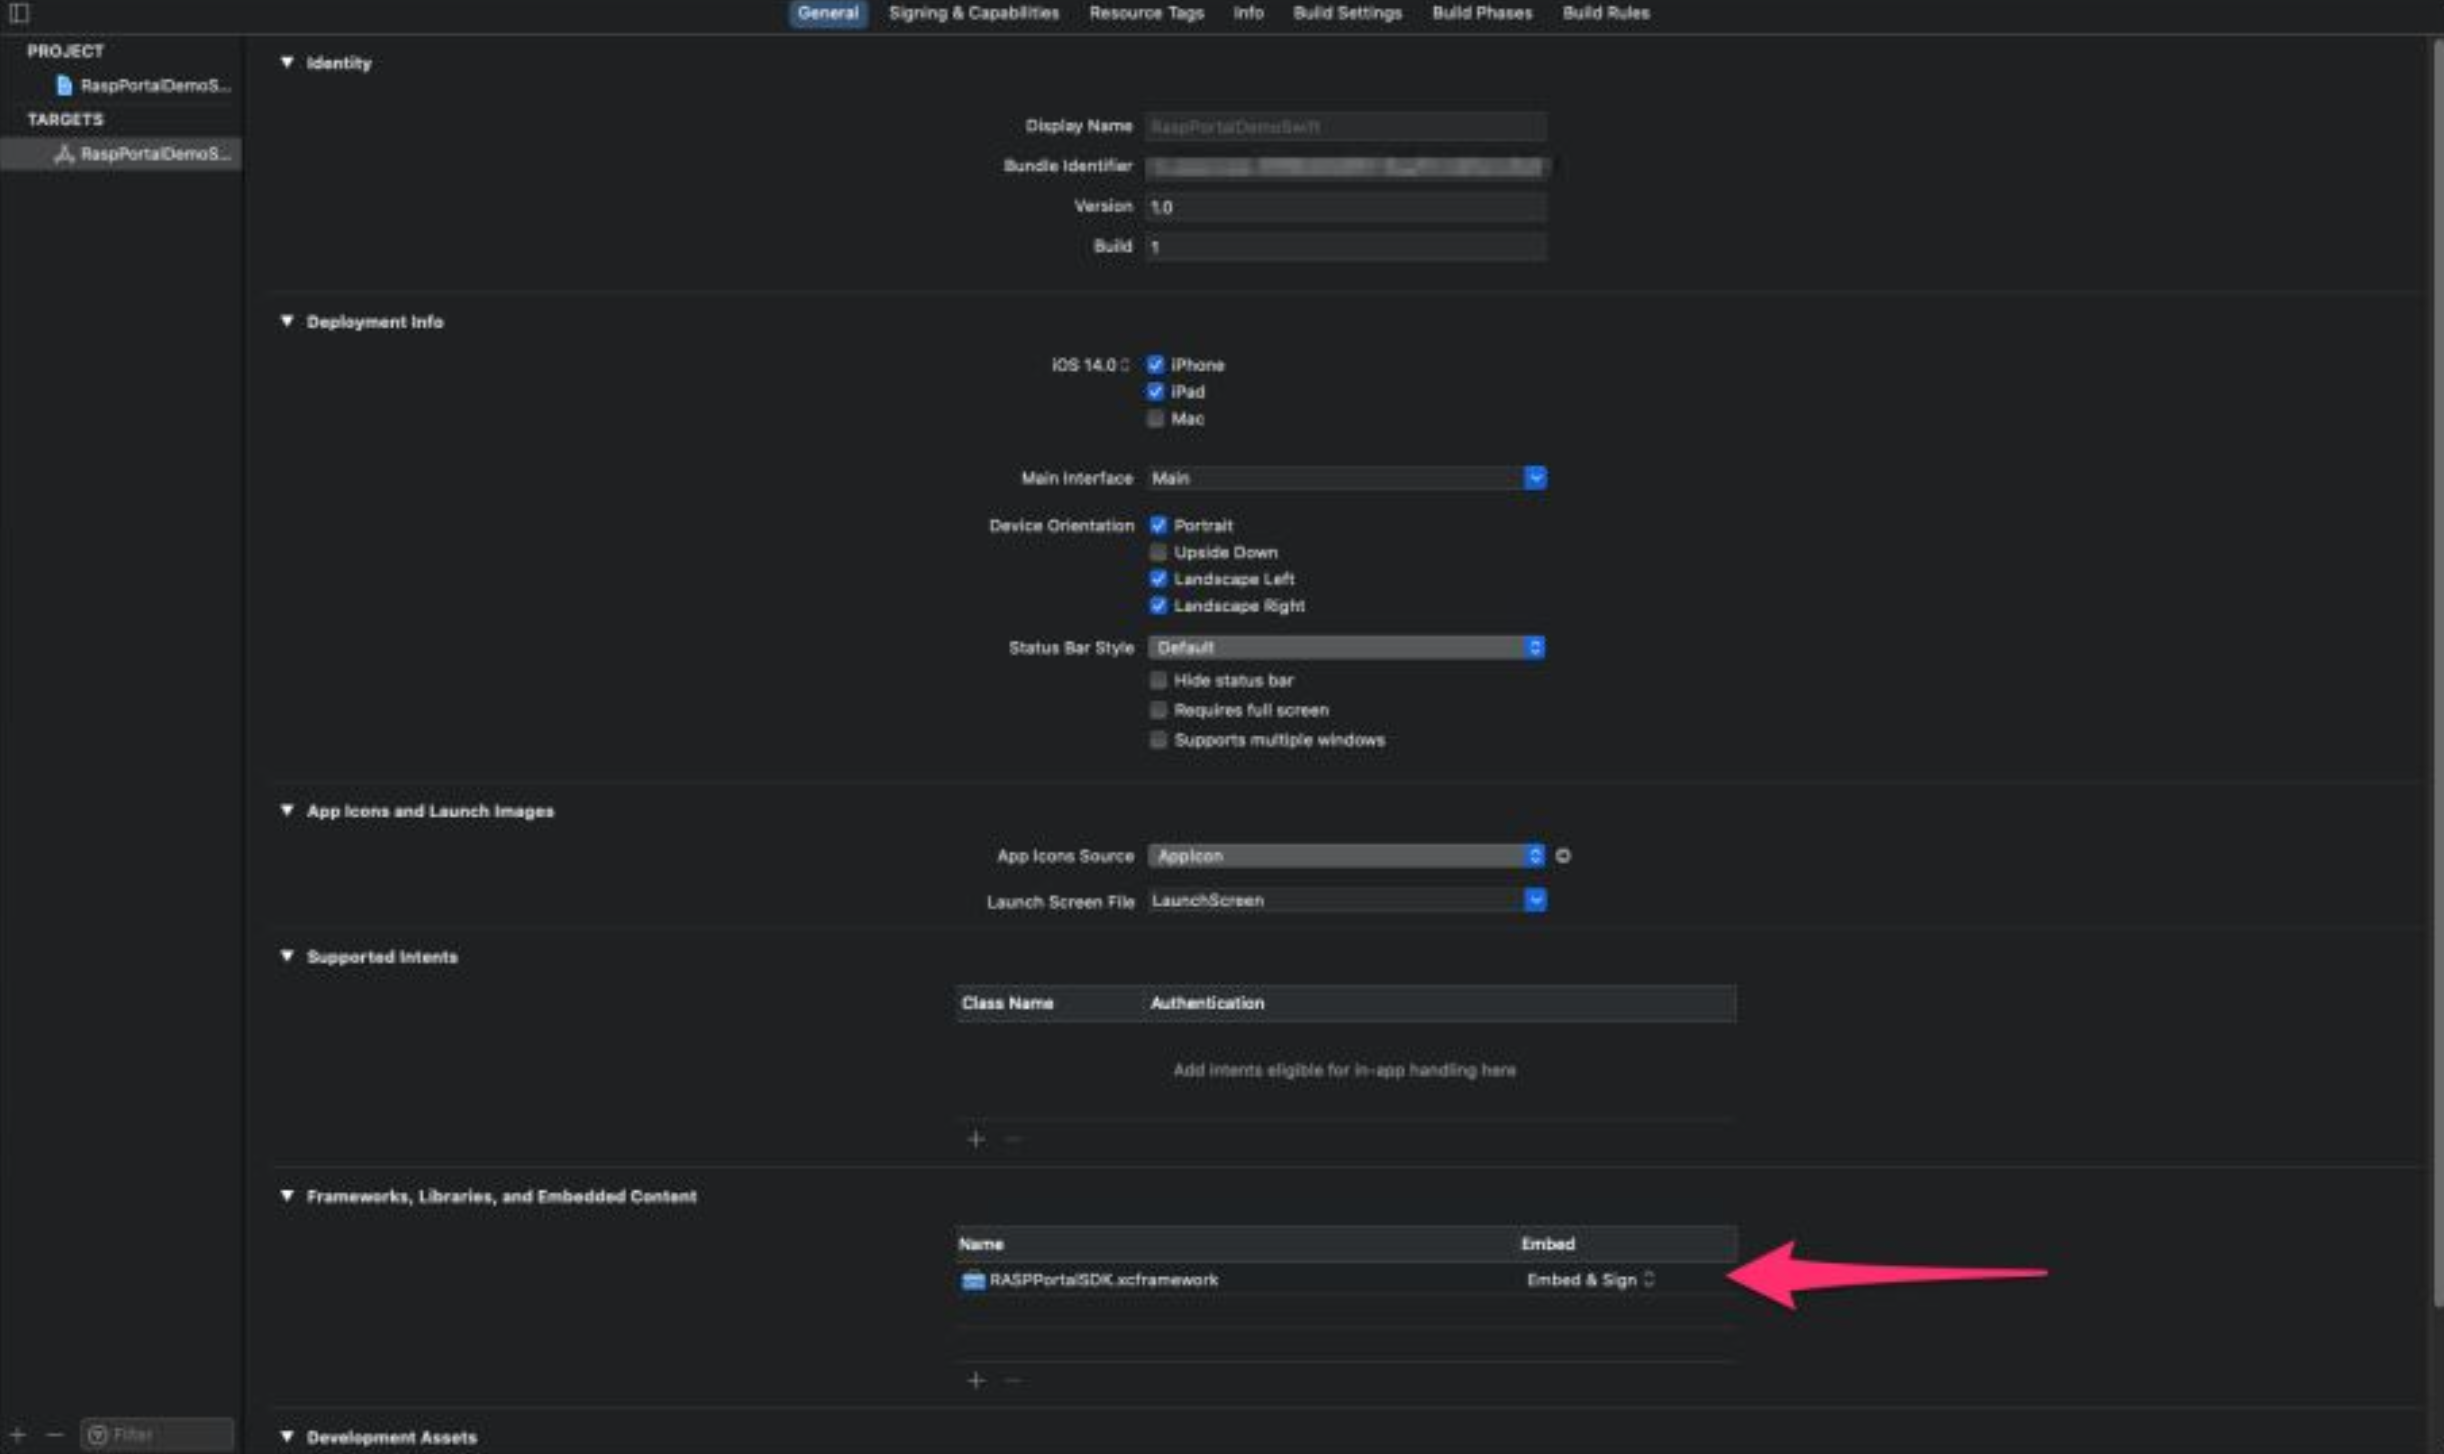 General Signing & Capabilities Resource Tags Info Build Settings Build Phases Build Rules
PROJECT
RaspPortalDemoS...
TARGETS
RaspPortalDemoS...
Identity
Display Name RaspPortalDemoSwift
Bundle Identifier
Version 1.0
Build 1
Deployment Info
iOS 14.0 iPhone
iPad
Mac
Main Interface Main
Device Orientation Portrait
Upside Down
Landscape Left
Landscape Right
Status Bar Style Default
Hide status bar
Requires full screen
Supports multiple windows
App Icons and Launch Images
App Icons Source AppIcon
Launch Screen File LaunchScreen
Supported Intents
Class Name Authentication
Add intents eligible for in-app handling here
+ −
Frameworks, Libraries, and Embedded Content
Name Embed
RASPPortalSDK.xcframework Embed & Sign
+ −
Development Assets
+ − Filter